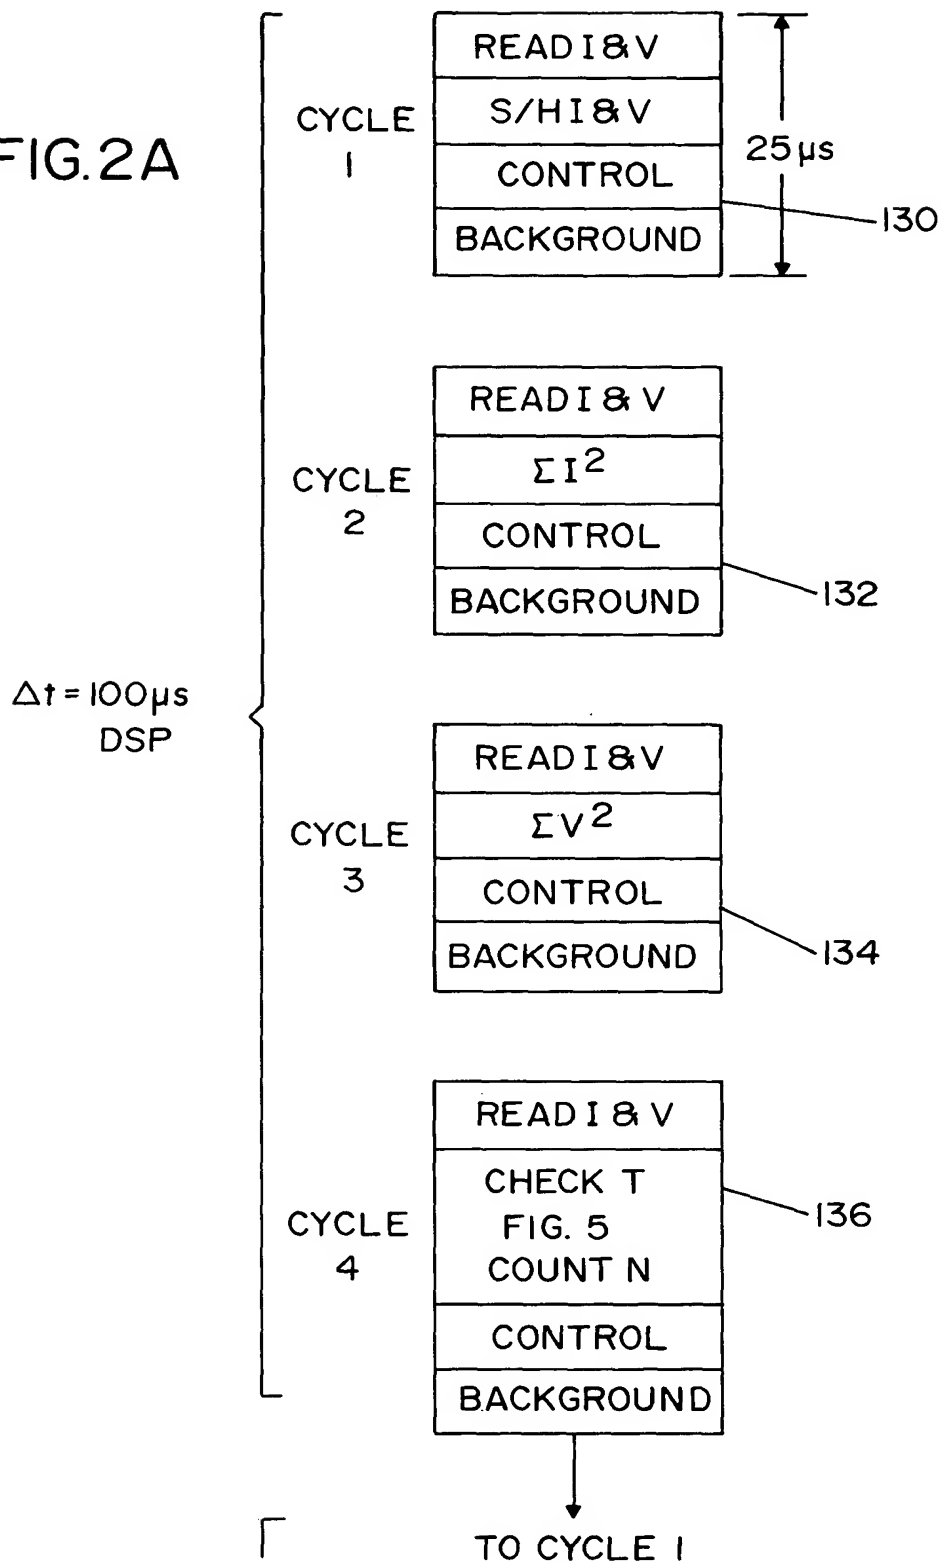 FIG.2A
CYCLE
1
READ I & V
S/H I & V
CONTROL
BACKGROUND
25 µs
130
CYCLE
2
READ I & V
ΣI²
CONTROL
BACKGROUND
132
Δt = 100µs
DSP
CYCLE
3
READ I & V
ΣV²
CONTROL
BACKGROUND
134
CYCLE
4
READ I & V
CHECK T
FIG. 5
COUNT N
CONTROL
BACKGROUND
136
TO CYCLE 1